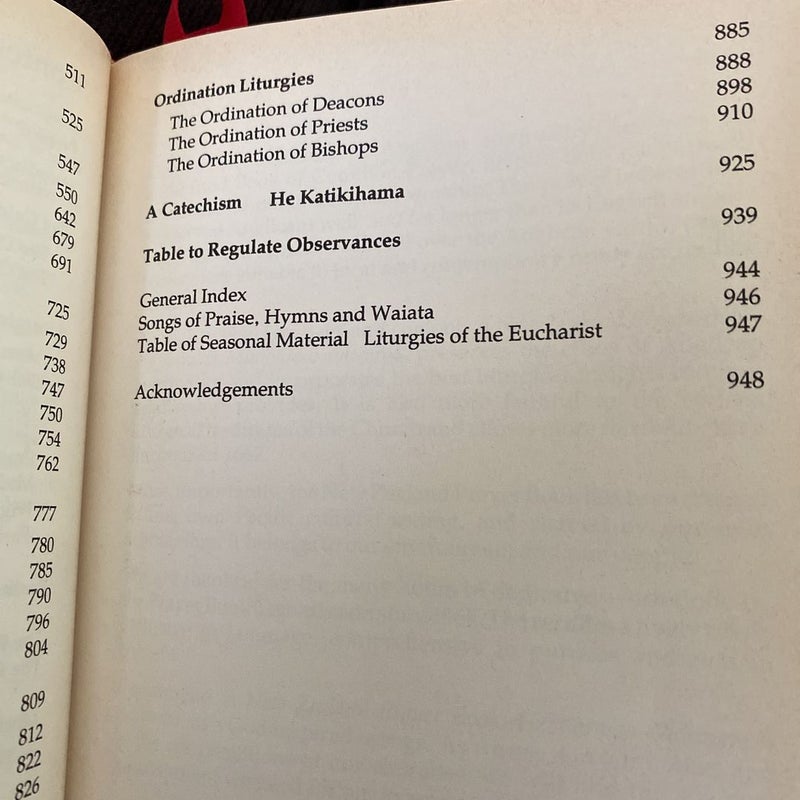 511
525
547
550
642
679
691
725
729
738
747
750
754
762
777
780
785
790
796
804
809
812
822
826
Ordination Liturgies 885
The Ordination of Deacons 888
The Ordination of Priests 898
The Ordination of Bishops 910
A Catechism He Katikihama 925
Table to Regulate Observances 939
General Index 944
Songs of Praise, Hymns and Waiata 946
Table of Seasonal Material Liturgies of the Eucharist 947
Acknowledgements 948